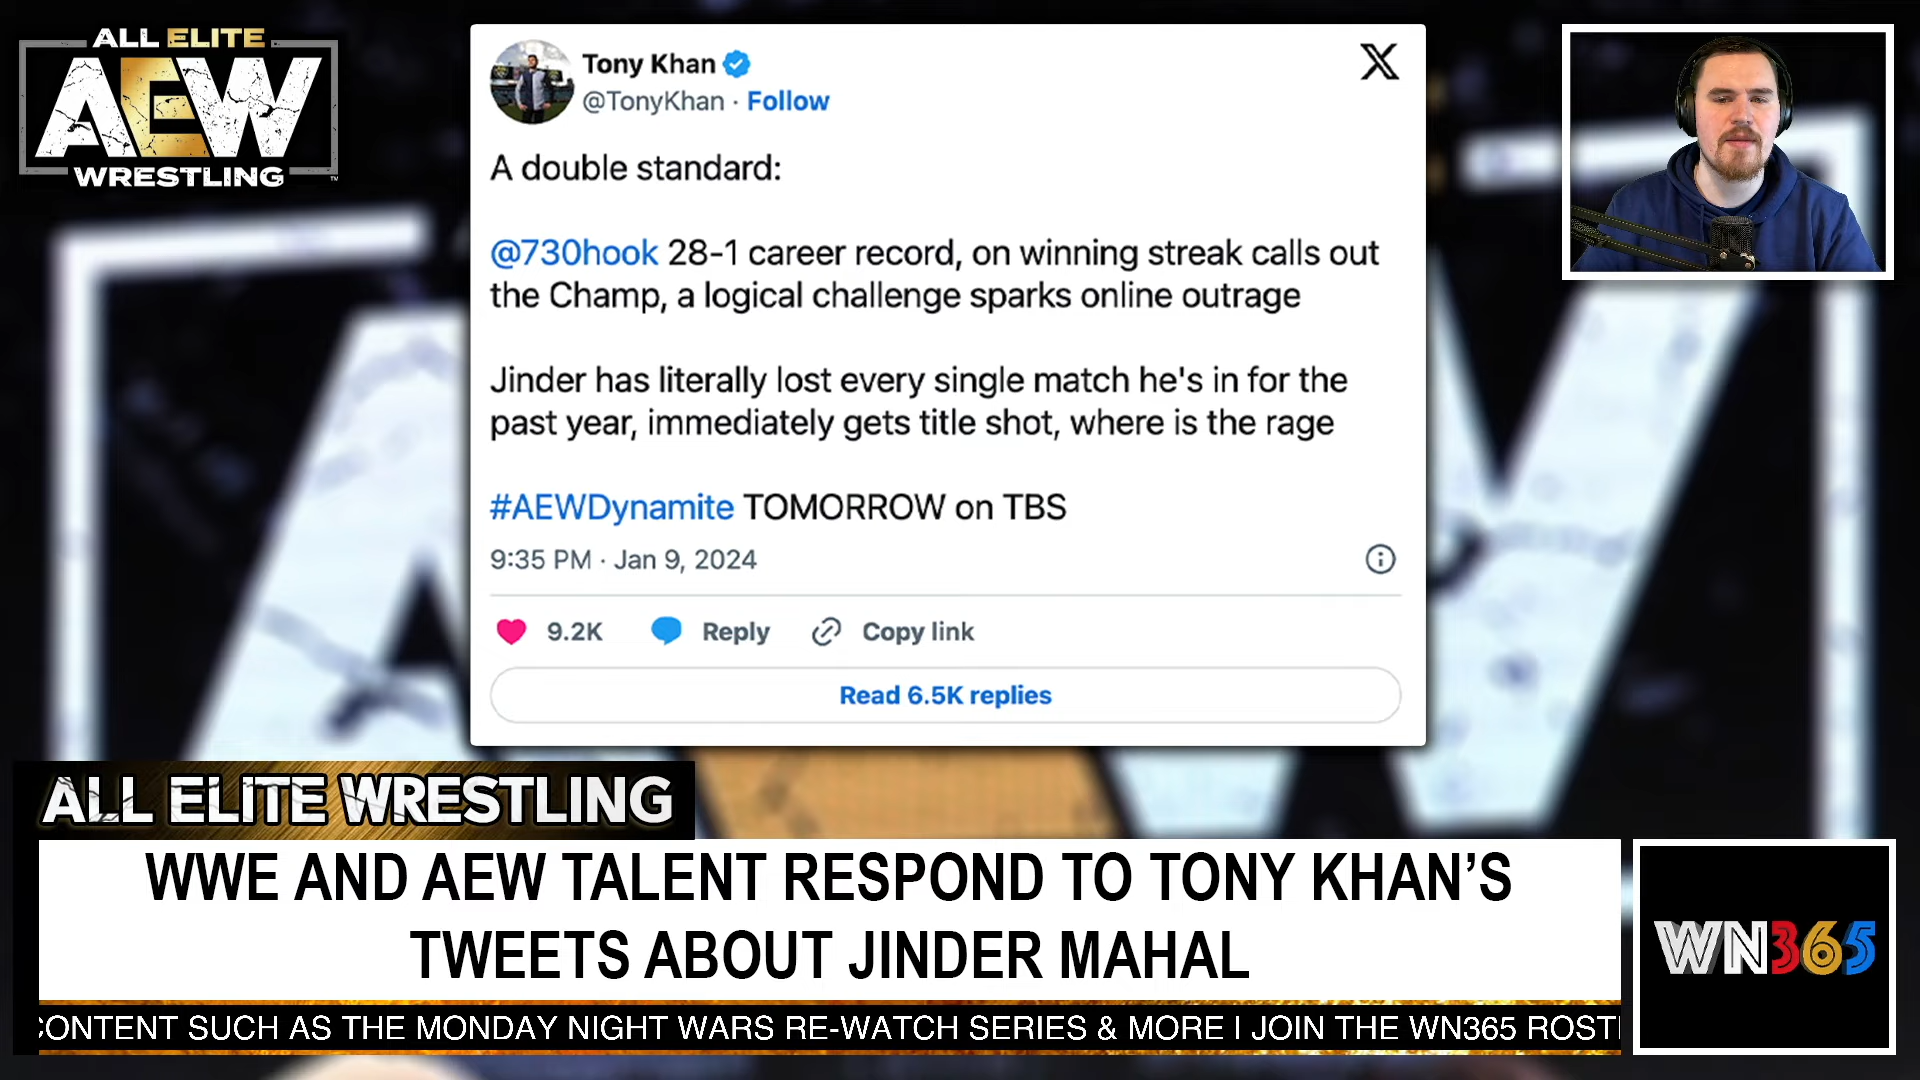 ALL ELITE
AEW
WRESTLING
™
Tony Khan
@TonyKhan · Follow
X
A double standard:
@730hook 28-1 career record, on winning streak calls out
the Champ, a logical challenge sparks online outrage
Jinder has literally lost every single match he's in for the
past year, immediately gets title shot, where is the rage
#AEWDynamite TOMORROW on TBS
9:35 PM · Jan 9, 2024
9.2K Reply Copy link
Read 6.5K replies
ALL ELITE WRESTLING
WWE AND AEW TALENT RESPOND TO TONY KHAN’S
TWEETS ABOUT JINDER MAHAL
WN365
CONTENT SUCH AS THE MONDAY NIGHT WARS RE-WATCH SERIES & MORE I JOIN THE WN365